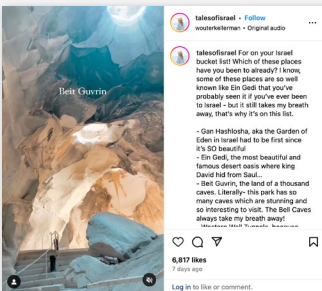 Beit Guvrin
talesofisrael • Follow
wouterkellerman • Original audio
talesofisrael For on your Israel
bucket list! Which of these places
have you been to already? I know,
some of these places are so well
known like Ein Gedi that you've
probably seen it if you've ever been
to Israel - but it still takes my breath
away, that's why it's on this list.
- Gan Hashlosha, aka the Garden of
Eden in Israel had to be first since
it's SO beautiful
- Ein Gedi, the most beautiful and
famous desert oasis where king
David hid from Saul...
- Beit Guvrin, the land of a thousand
caves. Literally- this park has so
many caves which are stunning and
so interesting to visit. The Bell Caves
always take my breath away!
- Western Wall Tunnels, because
6,817 likes
7 days ago
Log in to like or comment.